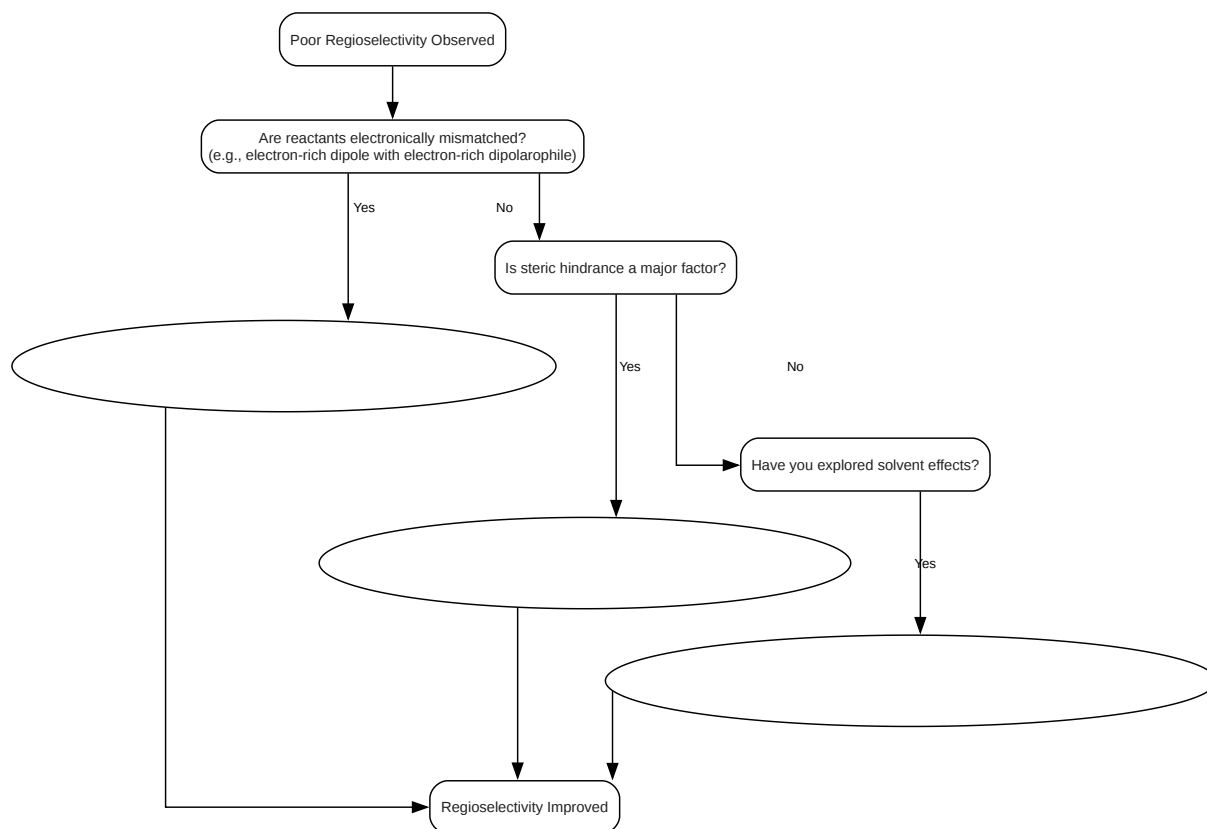 Poor Regioselectivity Observed
Are reactants electronically mismatched?
(e.g., electron-rich dipole with electron-rich dipolarophile)
Yes
No
Is steric hindrance a major factor?
Yes
No
Have you explored solvent effects?
Yes
Regioselectivity Improved